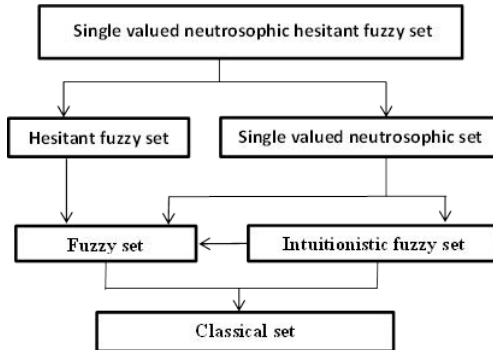 Single valued neutrosophic hesitant fuzzy set
Hesitant fuzzy set
Single valued neutrosophic set
Fuzzy set
Intuitionistic fuzzy set
Classical set